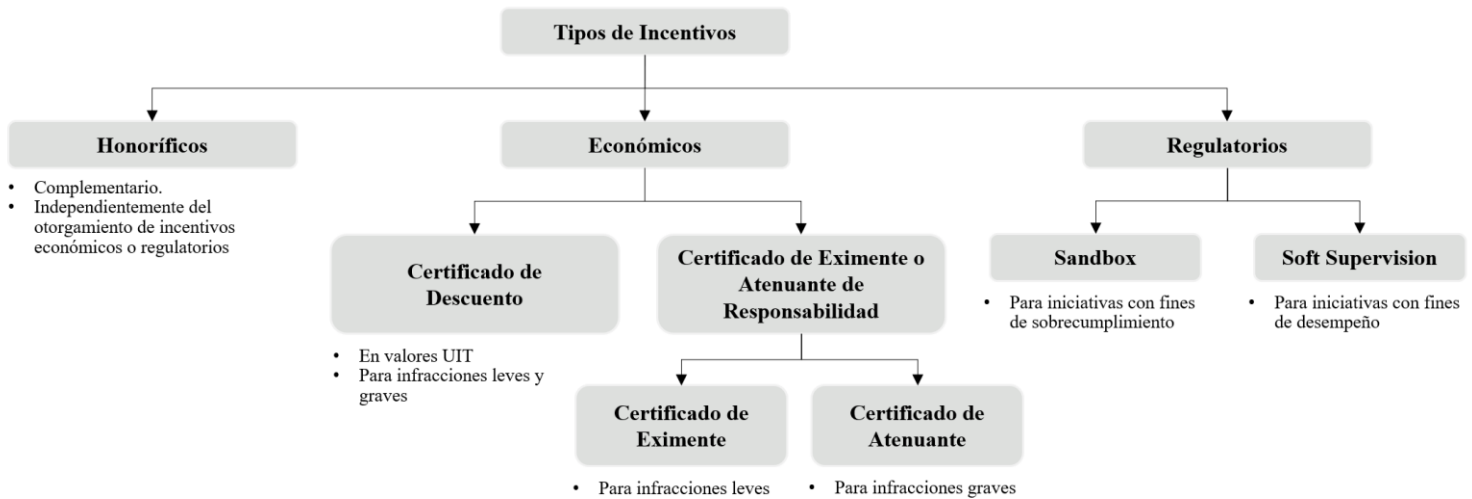 Tipos de Incentivos
Honoríficos
• Complementario.
• Independientemente del
otorgamiento de incentivos
económicos o regulatorios
Económicos
Certificado de
Descuento
• En valores UIT
• Para infracciones leves y
graves
Certificado de Eximente o
Atenuante de
Responsabilidad
Certificado de
Eximente
• Para infracciones leves
Certificado de
Atenuante
• Para infracciones graves
Regulatorios
Sandbox
• Para iniciativas con fines
de sobrecumplimiento
Soft Supervision
• Para iniciativas con fines
de desempeño